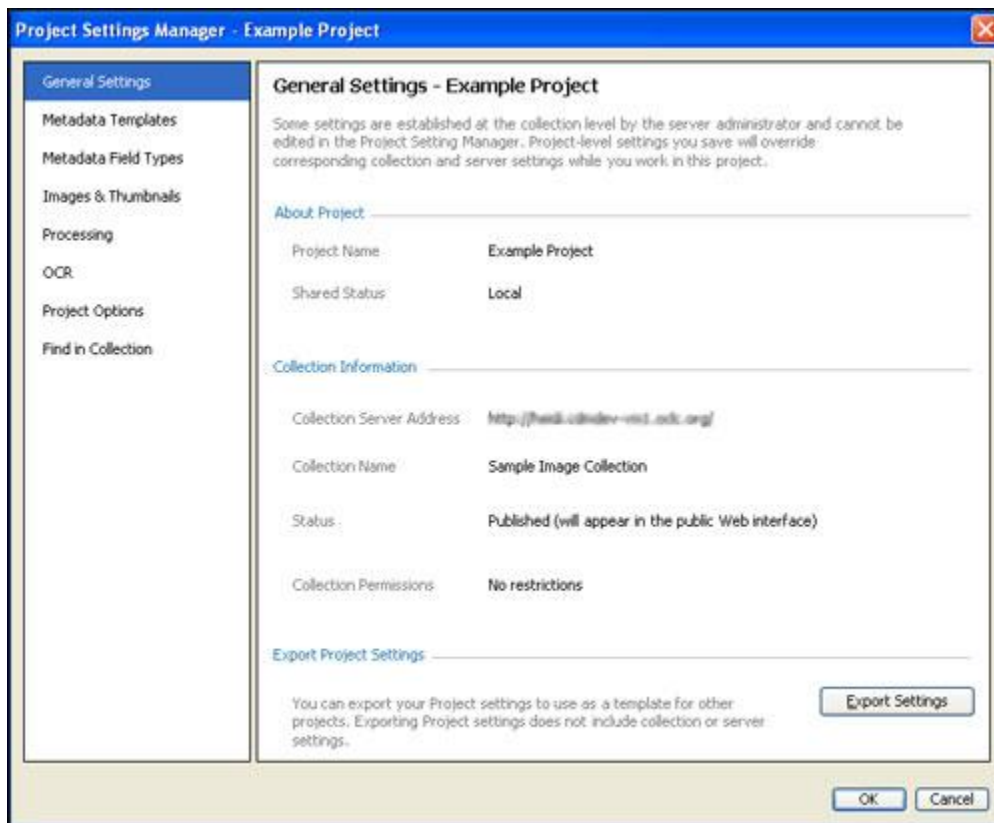 Project Settings Manager - Example Project
General Settings
Metadata Templates
Metadata Field Types
Images & Thumbnails
Processing
OCR
Project Options
Find in Collection
General Settings - Example Project
Some settings are established at the collection level by the server administrator and cannot be
edited in the Project Setting Manager. Project-level settings you save will override
corresponding collection and server settings while you work in this project.
About Project
Project Name Example Project
Shared Status Local
Collection Information
Collection Server Address
Collection Name Sample Image Collection
Status Published (will appear in the public Web interface)
Collection Permissions No restrictions
Export Project Settings
You can export your Project settings to use as a template for other
projects. Exporting Project settings does not include collection or server
settings.
Export Settings
OK Cancel